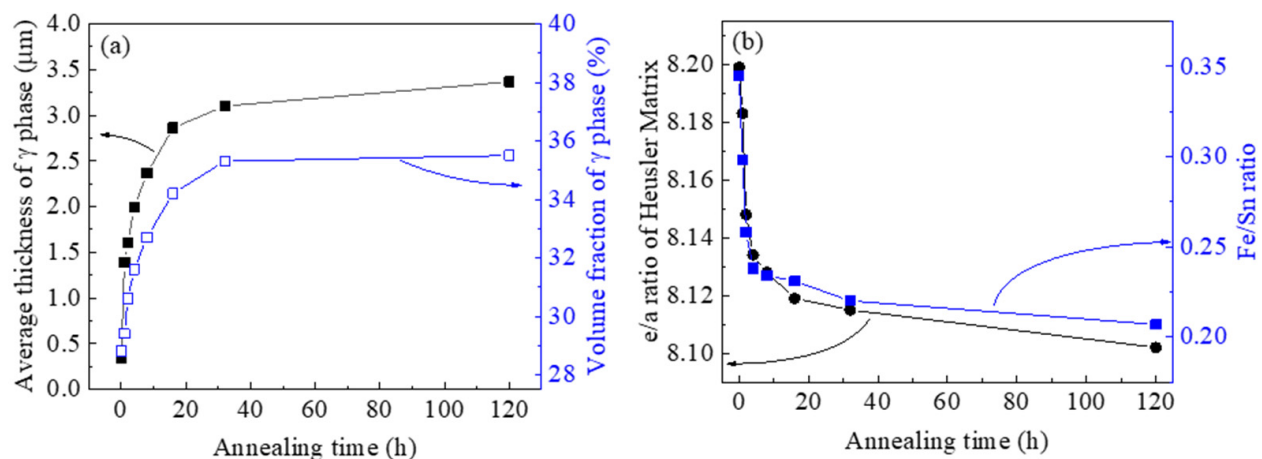 (a)
Average thickness of γ phase (μm)
4.0
3.5
3.0
2.5
2.0
1.5
1.0
0.5
0.0
0 20 40 60 80 100 120
Annealing time (h)
40
38
36
35
33
31
29
28
Volume fraction of γ phase (%)
(b)
e/a ratio of Heusler Matrix
8.20
8.18
8.16
8.14
8.12
8.10
0 20 40 60 80 100 120
Annealing time (h)
0.35
0.30
0.25
0.20
Fe/Sn ratio